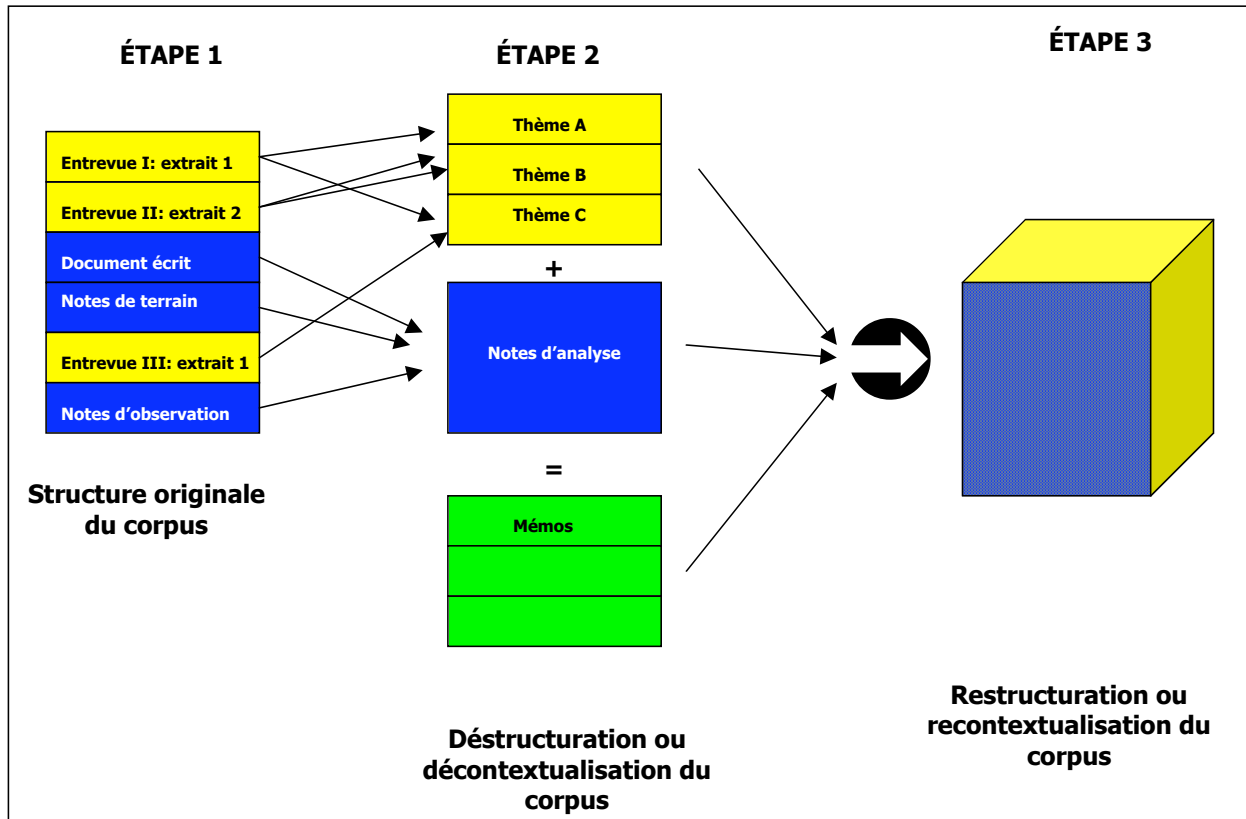 ÉTAPE 1
Entrevue I: extrait 1
Entrevue II: extrait 2
Document écrit
Notes de terrain
Entrevue III: extrait 1
Notes d’observation
Structure originale
du corpus
ÉTAPE 2
Thème A
Thème B
Thème C
+
Notes d’analyse
=
Mémos
Déstructuration ou
décontextualisation du
corpus
ÉTAPE 3
Restructuration ou
recontextualisation du
corpus